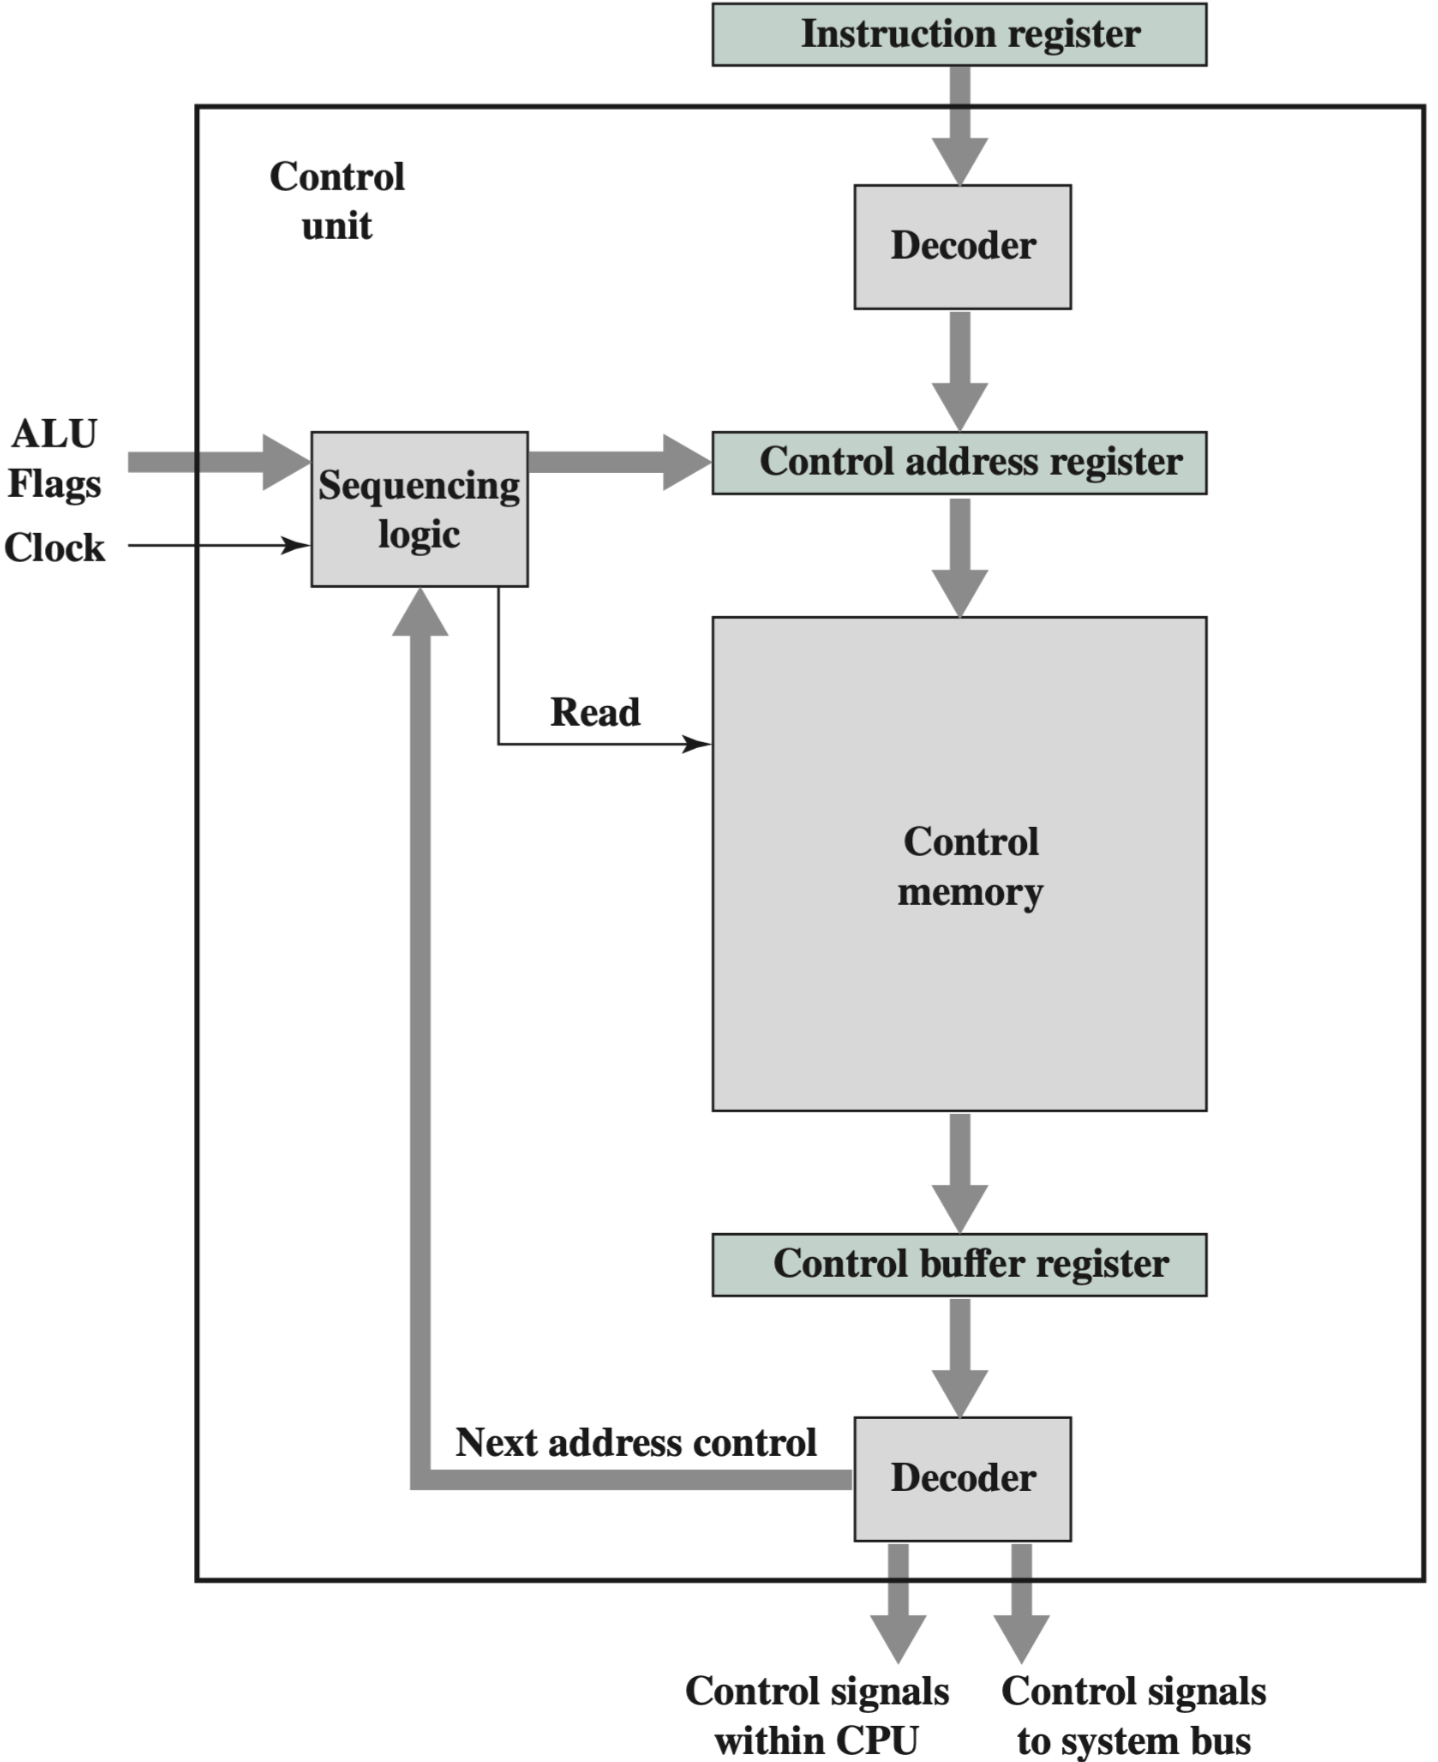 Instruction register
Control
unit
Decoder
ALU
Flags
Clock
Sequencing
logic
Control address register
Read
Control
memory
Control buffer register
Next address control
Decoder
Control signals
within CPU
Control signals
to system bus